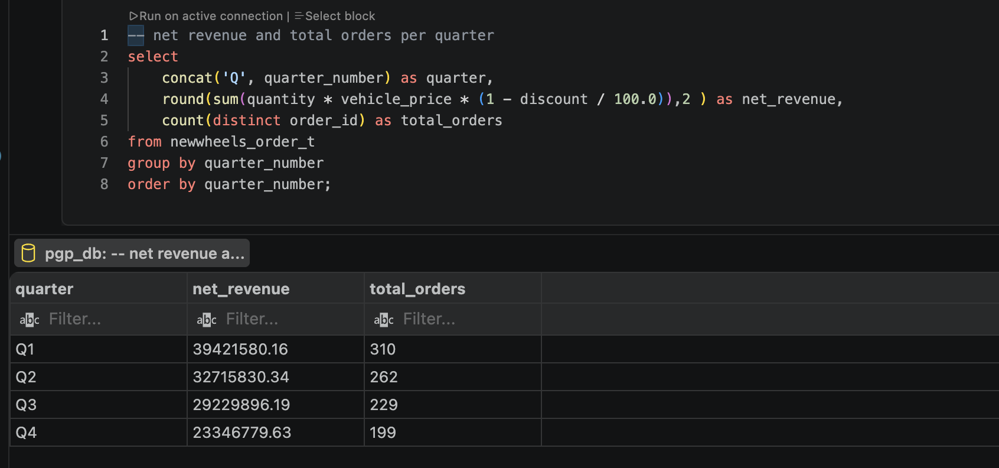 Run on active connection | Select block
1 -- net revenue and total orders per quarter
2 select
3     concat('Q', quarter_number) as quarter,
4     round(sum(quantity * vehicle_price * (1 - discount / 100.0)),2 ) as net_revenue,
5     count(distinct order_id) as total_orders
6 from newwheels_order_t
7 group by quarter_number
8 order by quarter_number;
pgp_db: -- net revenue a...
quarter net_revenue total_orders
abc Filter... abc Filter... abc Filter...
Q1 39421580.16 310
Q2 32715830.34 262
Q3 29229896.19 229
Q4 23346779.63 199